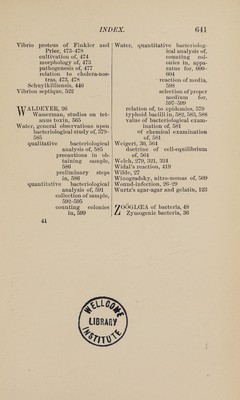 INDEX.
641
Vibrio proteus of Finkler and
Prior, 473-478
cultivation of, 474
morphology of, 473
pathogenesis of, 477
relation to cholera-nos-
tras, 473, 478
Schuylkilliensis, 446
Vibrion septique, 522
WALDEYER, 96
Wasserman, studies on tet-
anus toxin, 565
Water, general observations upon
bacteriological study of, 579-
585
qualitative bacteriological
analysis of, 585
precautions in ob-
taining sample,
586
preliminary steps
in, 586
quantitative bacteriological
analysis of, 591
collection of sample,
592-595
counting colonies
in, 599
41
Water, quantitative bacteriolog-
ical analysis of,
counting col-
onies in, appa-
ratus for, 600-
604
reaction of media,
598
selection of proper
medium for,
597-599
relation of, to epidemics, 579
typhoid bacilli in, 582, 583, 588
value of bacteriological exam-
ination of, 581
of chemical examination
of, 581
Weigert, 36, 564
doctrine of cell-equilibrium
of, 564
Welch, 279, 321, 324
Vidal's reaction, 419
Wilde, 27
Winogradsky, nitro-monas of, 509
Wound-infection, 26-29
Wurtz's agar-agar and gelatin, 123
ZOÖGLŒA of bacteria, 48
Zymogenic bacteria, 36
WELLCOME
LIBRARY
INSTITUTE